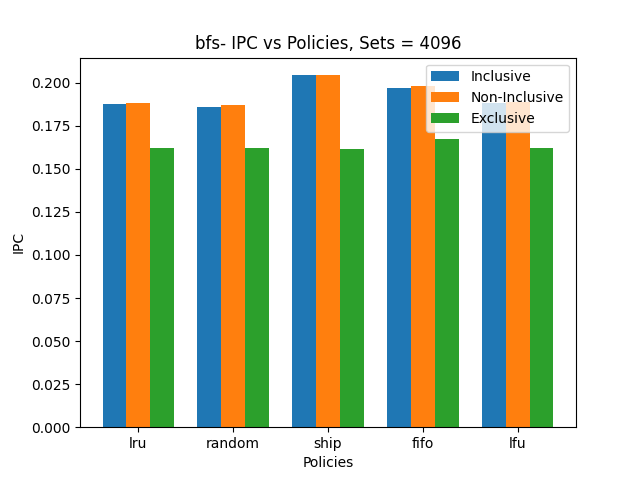 bfs- IPC vs Policies, Sets = 4096
Inclusive
Non-Inclusive
Exclusive
0.200
0.175
0.150
0.125
0.100
0.075
0.050
0.025
0.000
IPC
lru random ship fifo lfu
Policies